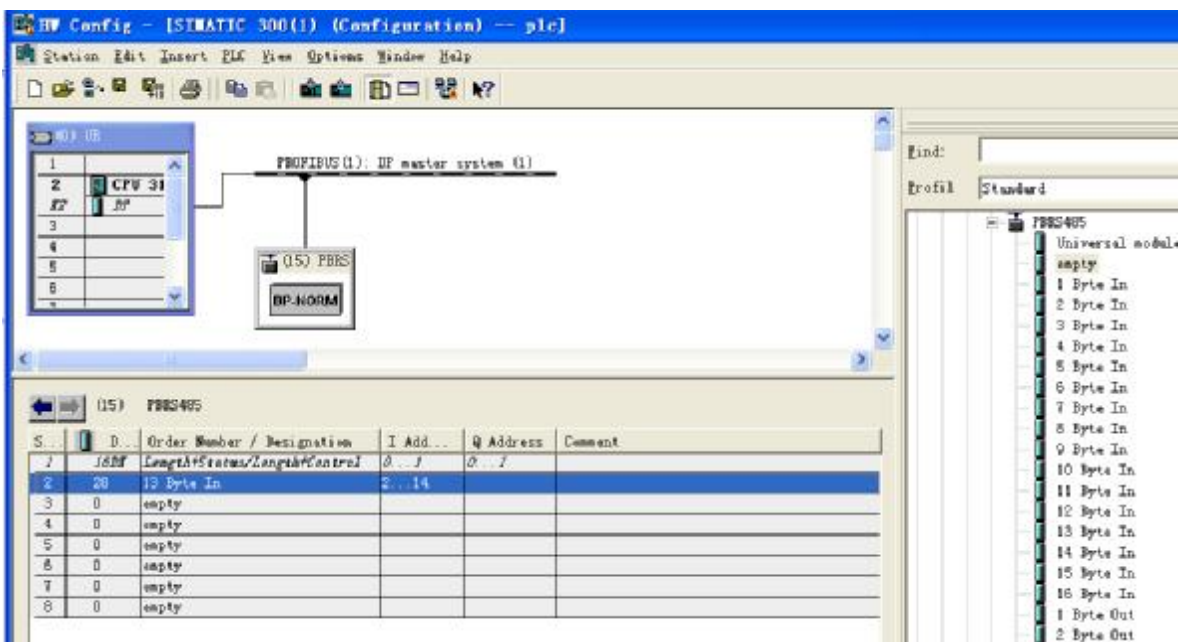 HW Config - [SIMATIC 300(1) (Configuration) -- plc]
Station Edit Insert PLC View Options Window Help
(0) UR
1
2 CPU 31
X2 DP
3
4
5
6
PROFIBUS(1): DP master system (1)
(15) PBRS
DP-NORM
Find:
Profil Standard
PBRS485
Universal module
empty
1 Byte In
2 Byte In
3 Byte In
4 Byte In
5 Byte In
6 Byte In
7 Byte In
8 Byte In
9 Byte In
10 Byte In
11 Byte In
12 Byte In
13 Byte In
14 Byte In
15 Byte In
16 Byte In
1 Byte Out
2 Byte Out
(15) PBRS485
S... D... Order Number / Designation I Add... Q Address Comment
1 Length+Status/Length+Control 0...1 0...1
2 28 13 Byte In 2...14
3 0 empty
4 0 empty
5 0 empty
6 0 empty
7 0 empty
8 0 empty